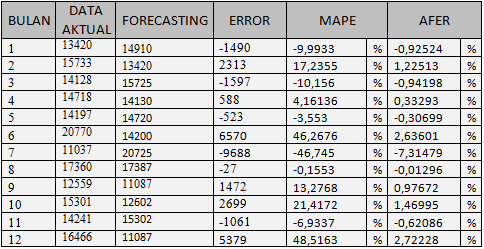 BULAN DATA AKTUAL FORECASTING ERROR MAPE AFER
1 13420 14910 -1490 -9,9933 % -0,92524 %
2 15733 13420 2313 17,2355 % 1,22513 %
3 14128 15725 -1597 -10,156 % -0,94198 %
4 14718 14130 588 4,16136 % 0,33293 %
5 14197 14720 -523 -3,553 % -0,30699 %
6 20770 14200 6570 46,2676 % 2,63601 %
7 11037 20725 -9688 -46,745 % -7,31479 %
8 17360 17387 -27 -0,1553 % -0,01296 %
9 12559 11087 1472 13,2768 % 0,97672 %
10 15301 12602 2699 21,4172 % 1,46995 %
11 14241 15302 -1061 -6,9337 % -0,62086 %
12 16466 11087 5379 48,5163 % 2,72228 %